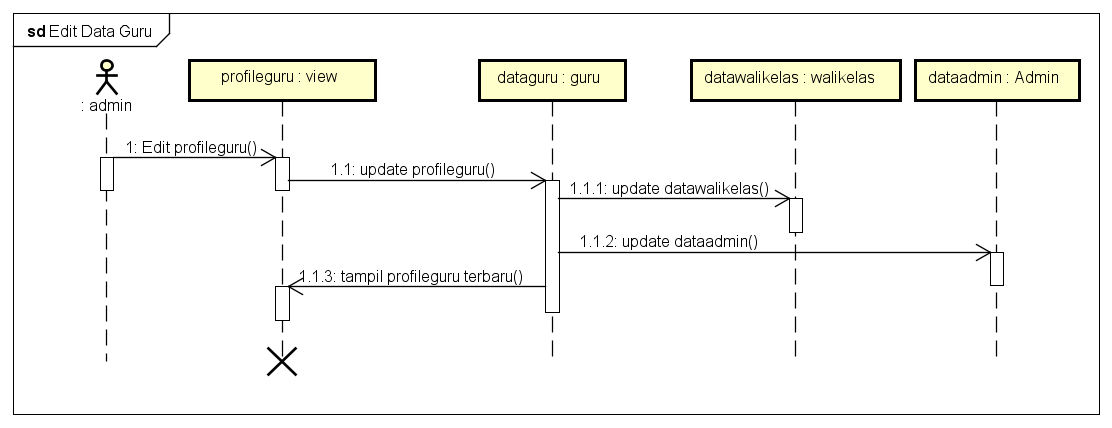 sd Edit Data Guru
: admin
profileguru : view
dataguru : guru
datawalikelas : walikelas
dataadmin : Admin
1: Edit profileguru()
1.1: update profileguru()
1.1.1: update datawalikelas()
1.1.2: update dataadmin()
1.1.3: tampil profileguru terbaru()